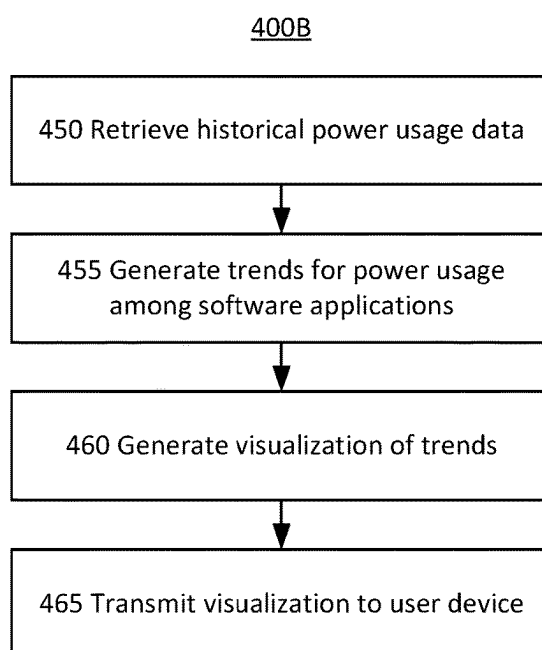 400B
450 Retrieve historical power usage data
455 Generate trends for power usage
among software applications
460 Generate visualization of trends
465 Transmit visualization to user device